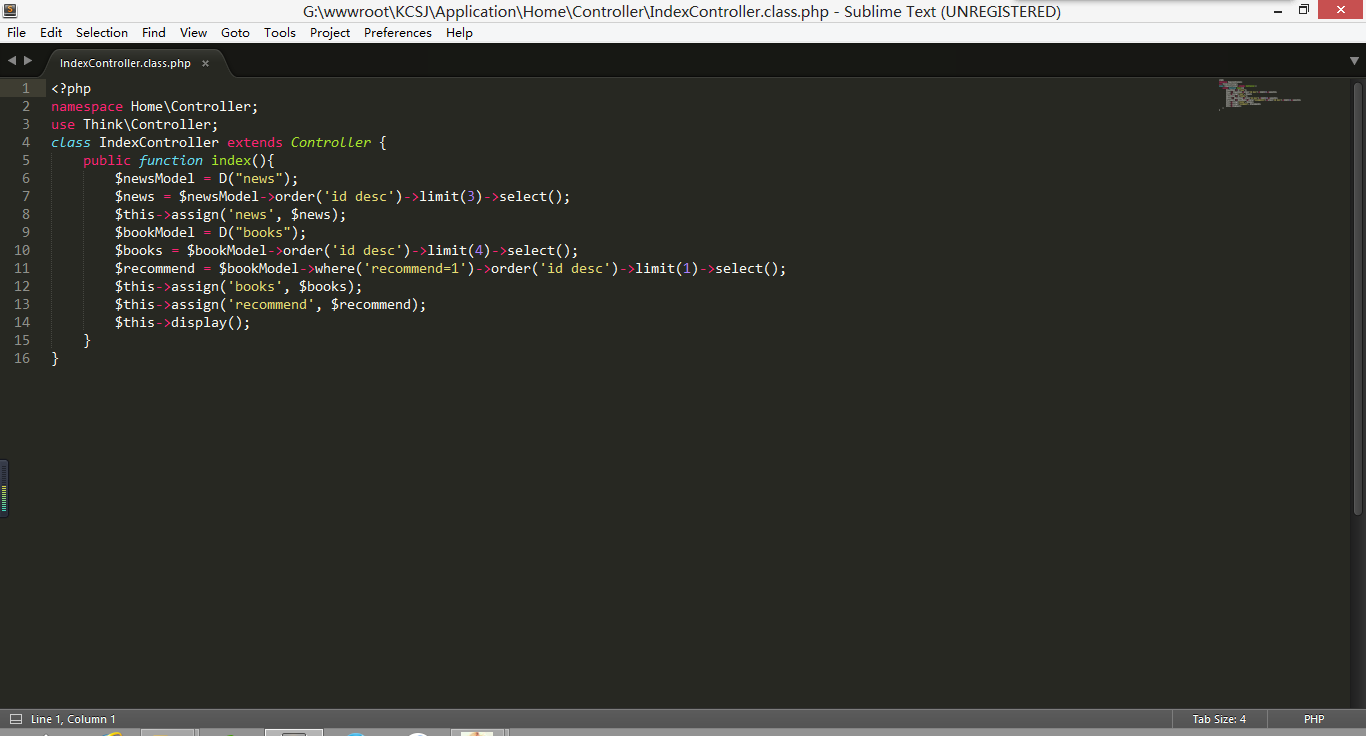 G:\wwwroot\KCSJ\Application\Home\Controller\IndexController.class.php - Sublime Text (UNREGISTERED)
File Edit Selection Find View Goto Tools Project Preferences Help
IndexController.class.php ×
1 <?php
2 namespace Home\Controller;
3 use Think\Controller;
4 class IndexController extends Controller {
5     public function index(){
6         $newsModel = D("news");
7         $news = $newsModel->order('id desc')->limit(3)->select();
8         $this->assign('news', $news);
9         $bookModel = D("books");
10         $books = $bookModel->order('id desc')->limit(4)->select();
11         $recommend = $bookModel->where('recommend=1')->order('id desc')->limit(1)->select();
12         $this->assign('books', $books);
13         $this->assign('recommend', $recommend);
14         $this->display();
15     }
16 }
Line 1, Column 1 Tab Size: 4 PHP